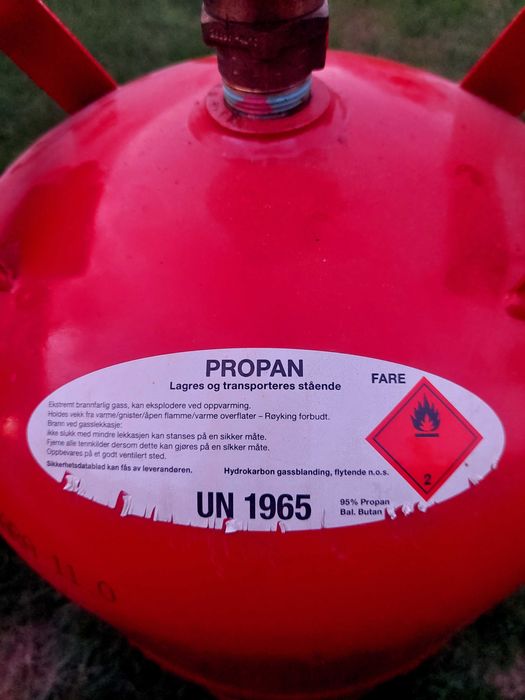 PROPAN
Lagres og transporteres stående
FARE
Ekstremt brannfarlig gass, kan eksplodere ved oppvarming.
Holdes vekk fra varme/gnister/åpen flamme/varme overflater – Røyking forbudt.
Brann ved gasslekkasje:
ikke slukk med mindre lekkasjen kan stanses på en sikker måte.
Fjerne alle tennkilder dersom dette kan gjøres på en sikker måte.
Oppbevares på et godt ventilert sted.
Sikkerhetsdatablad kan fås av leverandøren.
Hydrokarbon gassblanding, flytende n.o.s.
2
UN 1965
95% Propan
Bal. Butan
11.0